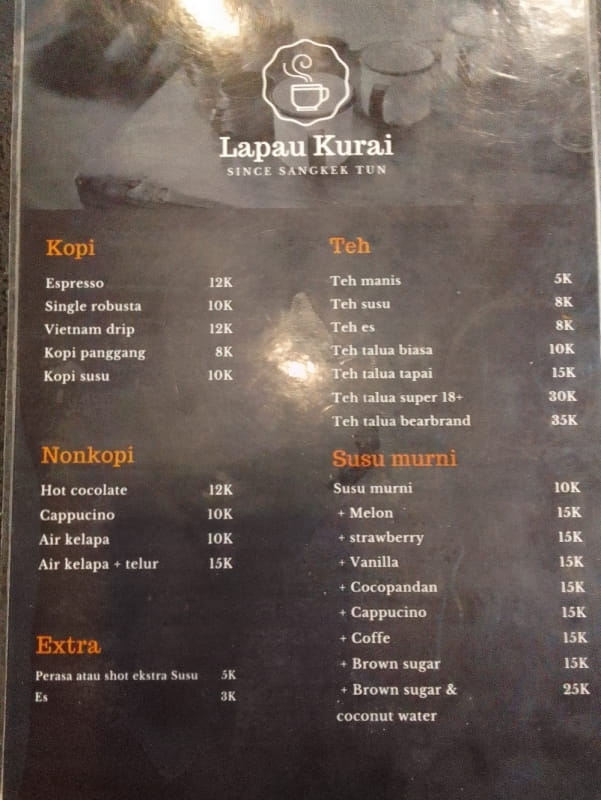 Lapau Kurai
SINCE SANGKEK TUN
Kopi
Espresso 12K
Single robusta 10K
Vietnam drip 12K
Kopi panggang 8K
Kopi susu 10K
Nonkopi
Hot cocolate 12K
Cappucino 10K
Air kelapa 10K
Air kelapa + telur 15K
Extra
Perasa atau shot ekstra Susu 5K
Es 3K
Teh
Teh manis 5K
Teh susu 8K
Teh es 8K
Teh talua biasa 10K
Teh talua tapai 15K
Teh talua super 18+ 30K
Teh talua bearbrand 35K
Susu murni
Susu murni 10K
+ Melon 15K
+ strawberry 15K
+ Vanilla 15K
+ Cocopandan 15K
+ Cappucino 15K
+ Coffe 15K
+ Brown sugar 15K
+ Brown sugar & 25K
coconut water